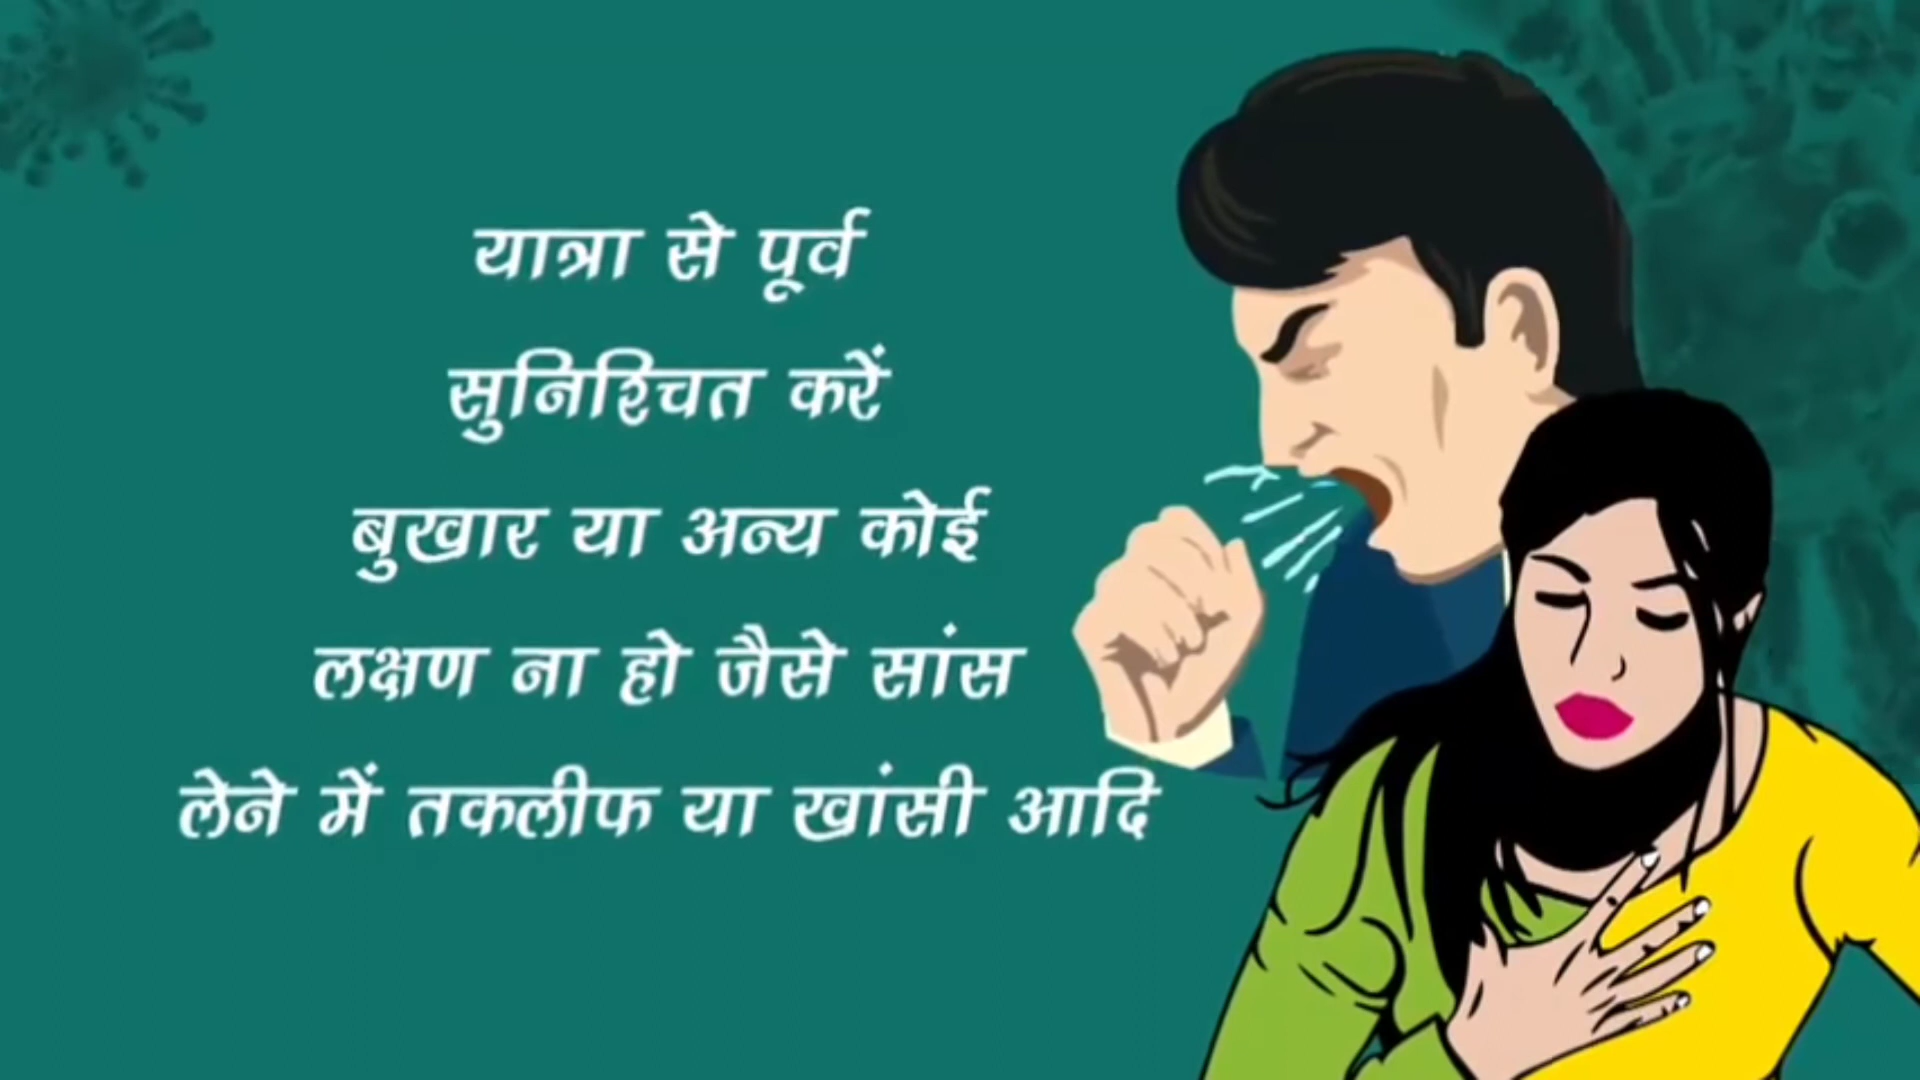 यात्रा से पूर्व
सुनिश्चित करें
बुखार या अन्य कोई
लक्षण ना हो जैसे सांस
लेने में तकलीफ या खांसी आदि